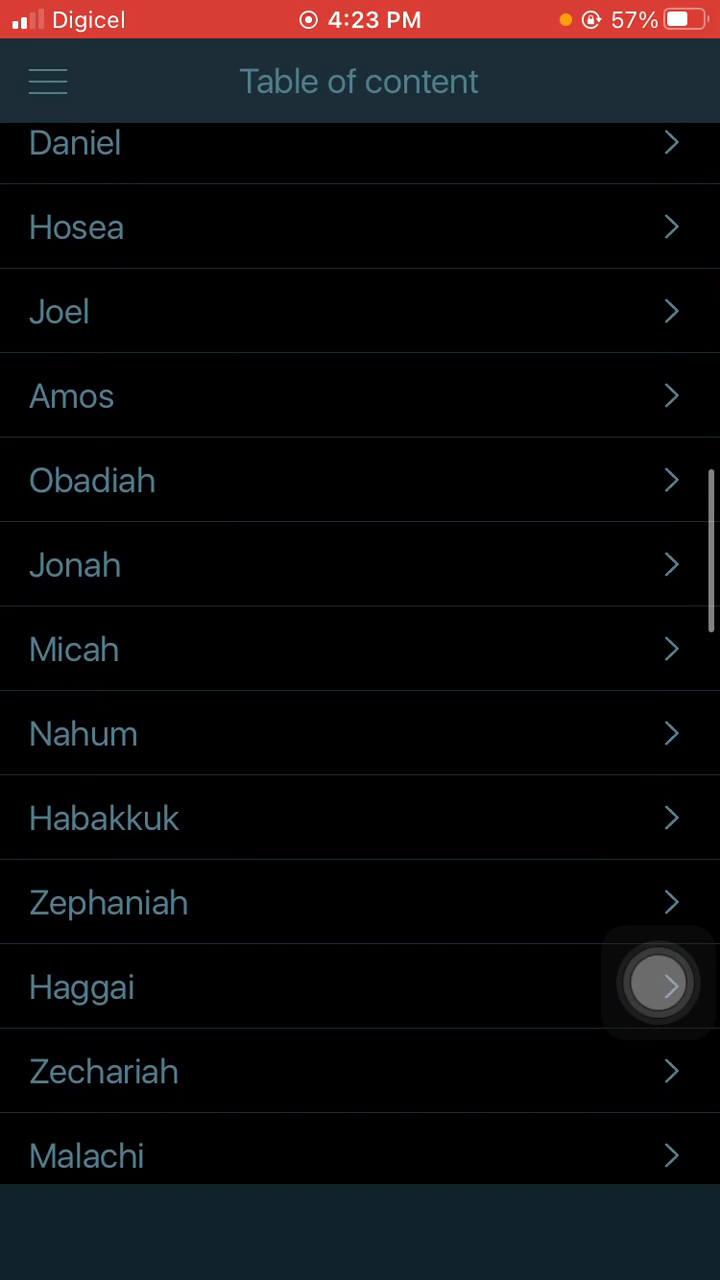 Digicel 4:23 PM 57%
Table of content
Daniel
Hosea
Joel
Amos
Obadiah
Jonah
Micah
Nahum
Habakkuk
Zephaniah
Haggai
Zechariah
Malachi